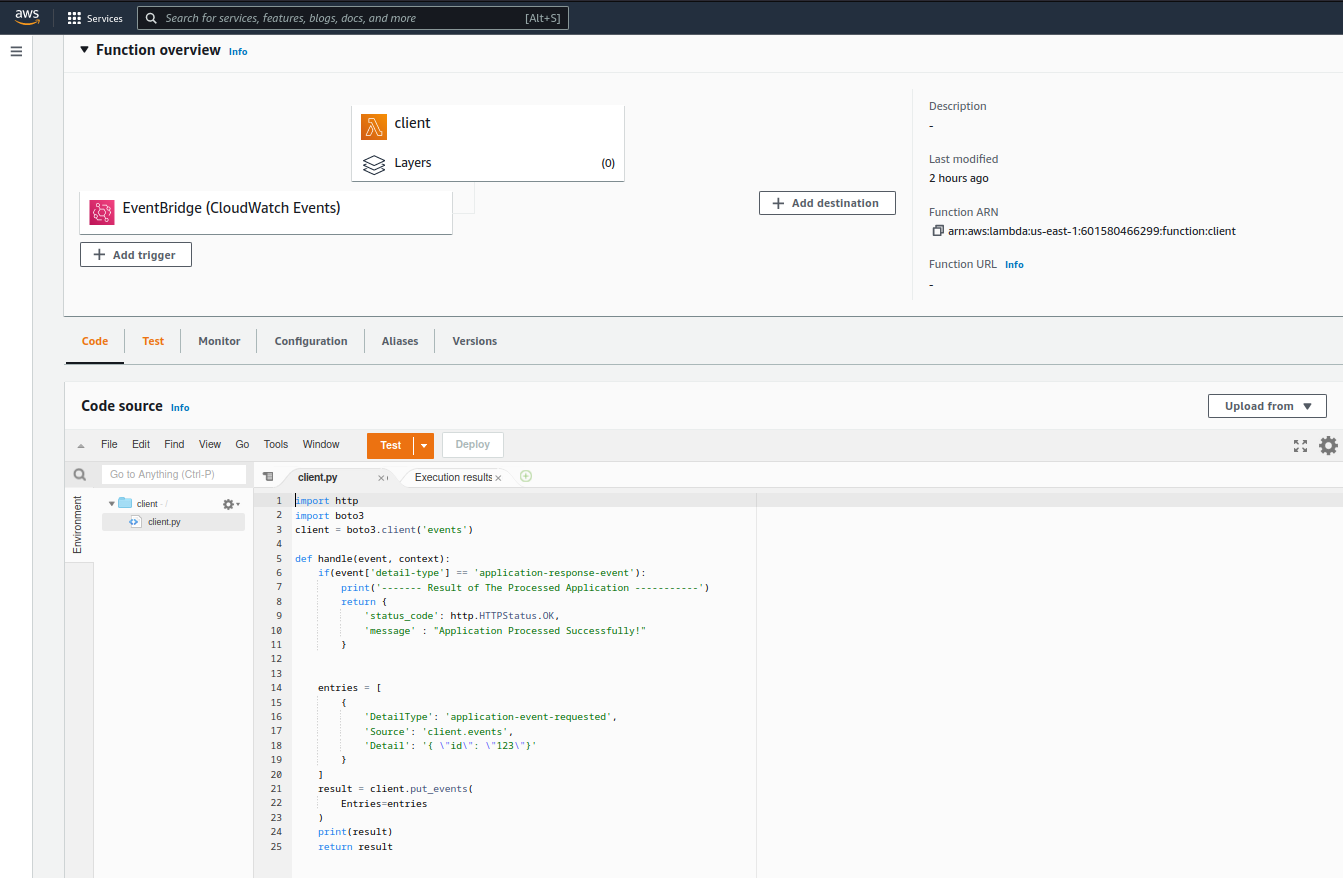 aws
Services
Search for services, features, blogs, docs, and more
[Alt+S]
Function overview Info
client
Layers
(0)
EventBridge (CloudWatch Events)
Add trigger
Add destination
Description
-
Last modified
2 hours ago
Function ARN
arn:aws:lambda:us-east-1:601580466299:function:client
Function URL Info
-
Code
Test
Monitor
Configuration
Aliases
Versions
Code source Info
Upload from
File
Edit
Find
View
Go
Tools
Window
Test
Deploy
Go to Anything (Ctrl-P)
Environment
client - /
client.py
client.py
Execution results
1 import http
2 import boto3
3 client = boto3.client('events')
4
5 def handle(event, context):
6     if(event['detail-type'] == 'application-response-event'):
7         print('------- Result of The Processed Application -----------')
8         return {
9             'status_code': http.HTTPStatus.OK,
10             'message' : "Application Processed Successfully!"
11         }
12
13
14     entries = [
15         {
16             'DetailType': 'application-event-requested',
17             'Source': 'client.events',
18             'Detail': '{ \"id\": \"123\"}'
19         }
20     ]
21     result = client.put_events(
22         Entries=entries
23     )
24     print(result)
25     return result